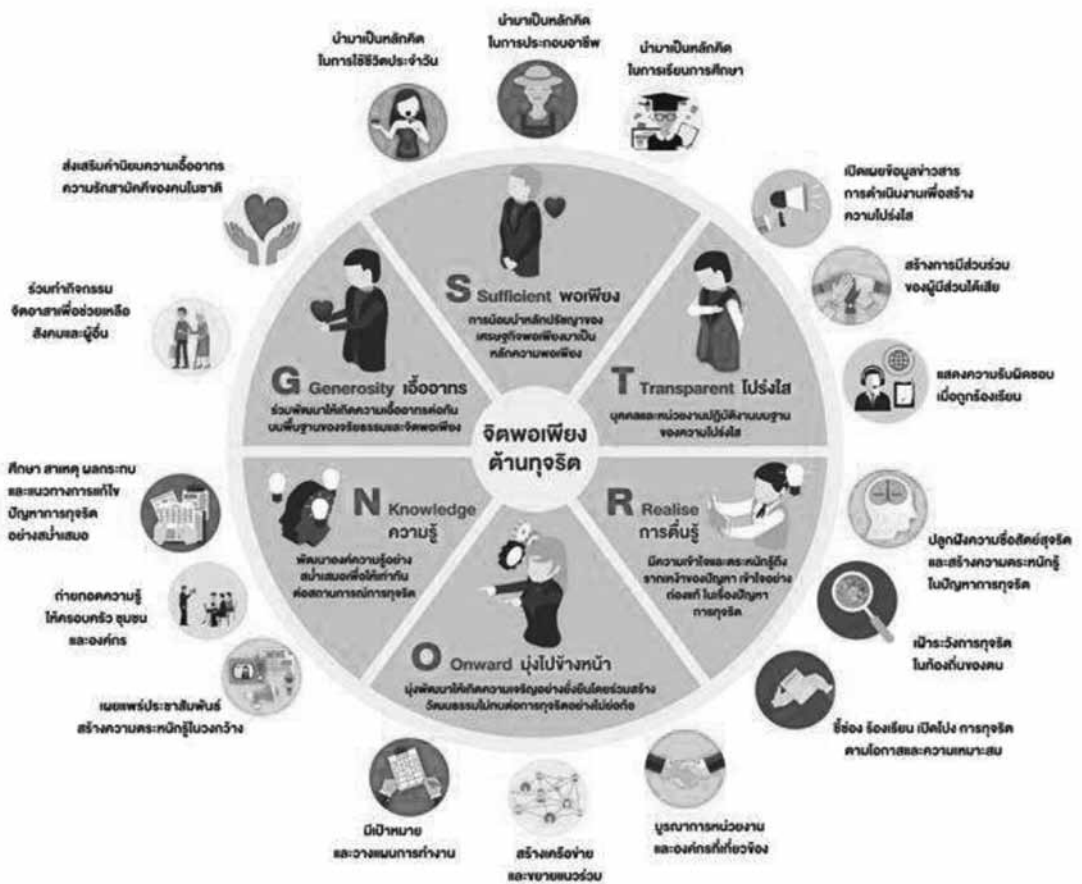 นำมาเป็นหลักคิด
ในการใช้ชีวิตประจำวัน
นำมาเป็นหลักคิด
ในการประกอบอาชีพ
นำมาเป็นหลักคิด
ในการเรียนการศึกษา
ส่งเสริมค่านิยมความเอื้ออาทร
ความรักสามัคคีของคนในชาติ
ร่วมทำกิจกรรม
จิตอาสาเพื่อช่วยเหลือ
สังคมและผู้อื่น
เปิดเผยข้อมูลข่าวสาร
การดำเนินงานเพื่อสร้าง
ความโปร่งใส
สร้างการมีส่วนร่วม
ของผู้มีส่วนได้เสีย
แสดงความรับผิดชอบ
เมื่อถูกร้องเรียน
S Sufficient พอเพียง
การน้อมนำหลักปรัชญาของ
เศรษฐกิจพอเพียงมาเป็น
หลักความพอเพียง
G Generosity เอื้ออาทร
ร่วมพัฒนาให้เกิดความเอื้ออาทรต่อกัน
บนพื้นฐานของจริยธรรมและจิตพอเพียง
T Transparent โปร่งใส
บุคคลและหน่วยงานปฏิบัติงานบนฐาน
ของความโปร่งใส
จิตพอเพียง
ต้านทุจริต
N Knowledge
ความรู้
พัฒนาองค์ความรู้อย่าง
สม่ำเสมอเพื่อให้เท่าทัน
ต่อสถานการณ์การทุจริต
R Realise
การตื่นรู้
มีความเข้าใจและตระหนักรู้ถึง
รากเหง้าของปัญหา เข้าใจอย่าง
ถ่องแท้ ในเรื่องปัญหา
การทุจริต
O Onward มุ่งไปข้างหน้า
มุ่งพัฒนาให้เกิดความเจริญอย่างยั่งยืนโดยร่วมสร้าง
วัฒนธรรมไม่ทนต่อการทุจริตอย่างไม่ย่อท้อ
ศึกษา สาเหตุ ผลกระทบ
และแนวทางการแก้ไข
ปัญหาการทุจริต
อย่างสม่ำเสมอ
ถ่ายทอดความรู้
ให้ครอบครัว ชุมชน
และองค์กร
เผยแพร่ประชาสัมพันธ์
สร้างความตระหนักรู้ในวงกว้าง
NEWS
ปลูกฝังความซื่อสัตย์สุจริต
และสร้างความตระหนักรู้
ในปัญหาการทุจริต
เฝ้าระวังการทุจริต
ในท้องถิ่นของตน
ชี้ช่อง ร้องเรียน เปิดโปง การทุจริต
ตามโอกาสและความเหมาะสม
มีเป้าหมาย
และวางแผนการทำงาน
สร้างเครือข่าย
และขยายแนวร่วม
บูรณาการหน่วยงาน
และองค์กรที่เกี่ยวข้อง